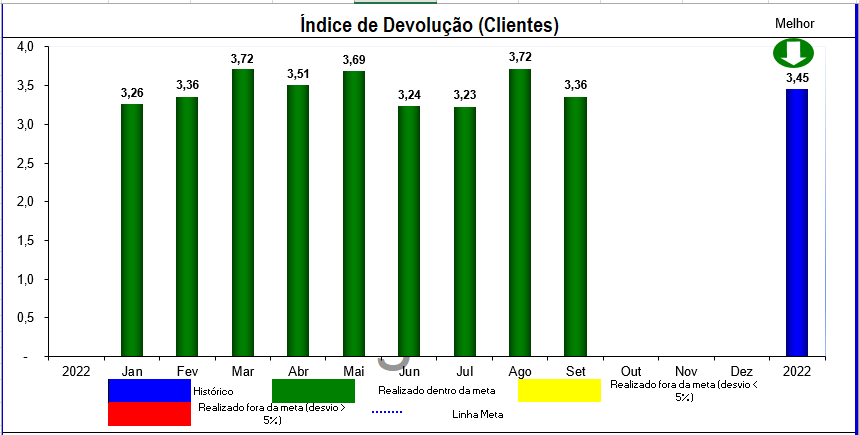 Índice de Devolução (Clientes)
Melhor
4,0
3,5
3,0
2,5
2,0
1,5
1,0
0,5
-
3,26
3,36
3,72
3,51
3,69
3,24
3,23
3,72
3,36
3,45
2022 Jan Fev Mar Abr Mai Jun Jul Ago Set Out Nov Dez 2022
Histórico
Realizado dentro da meta
Realizado fora da meta (desvio <
5%)
Realizado fora da meta (desvio >
5%)
Linha Meta